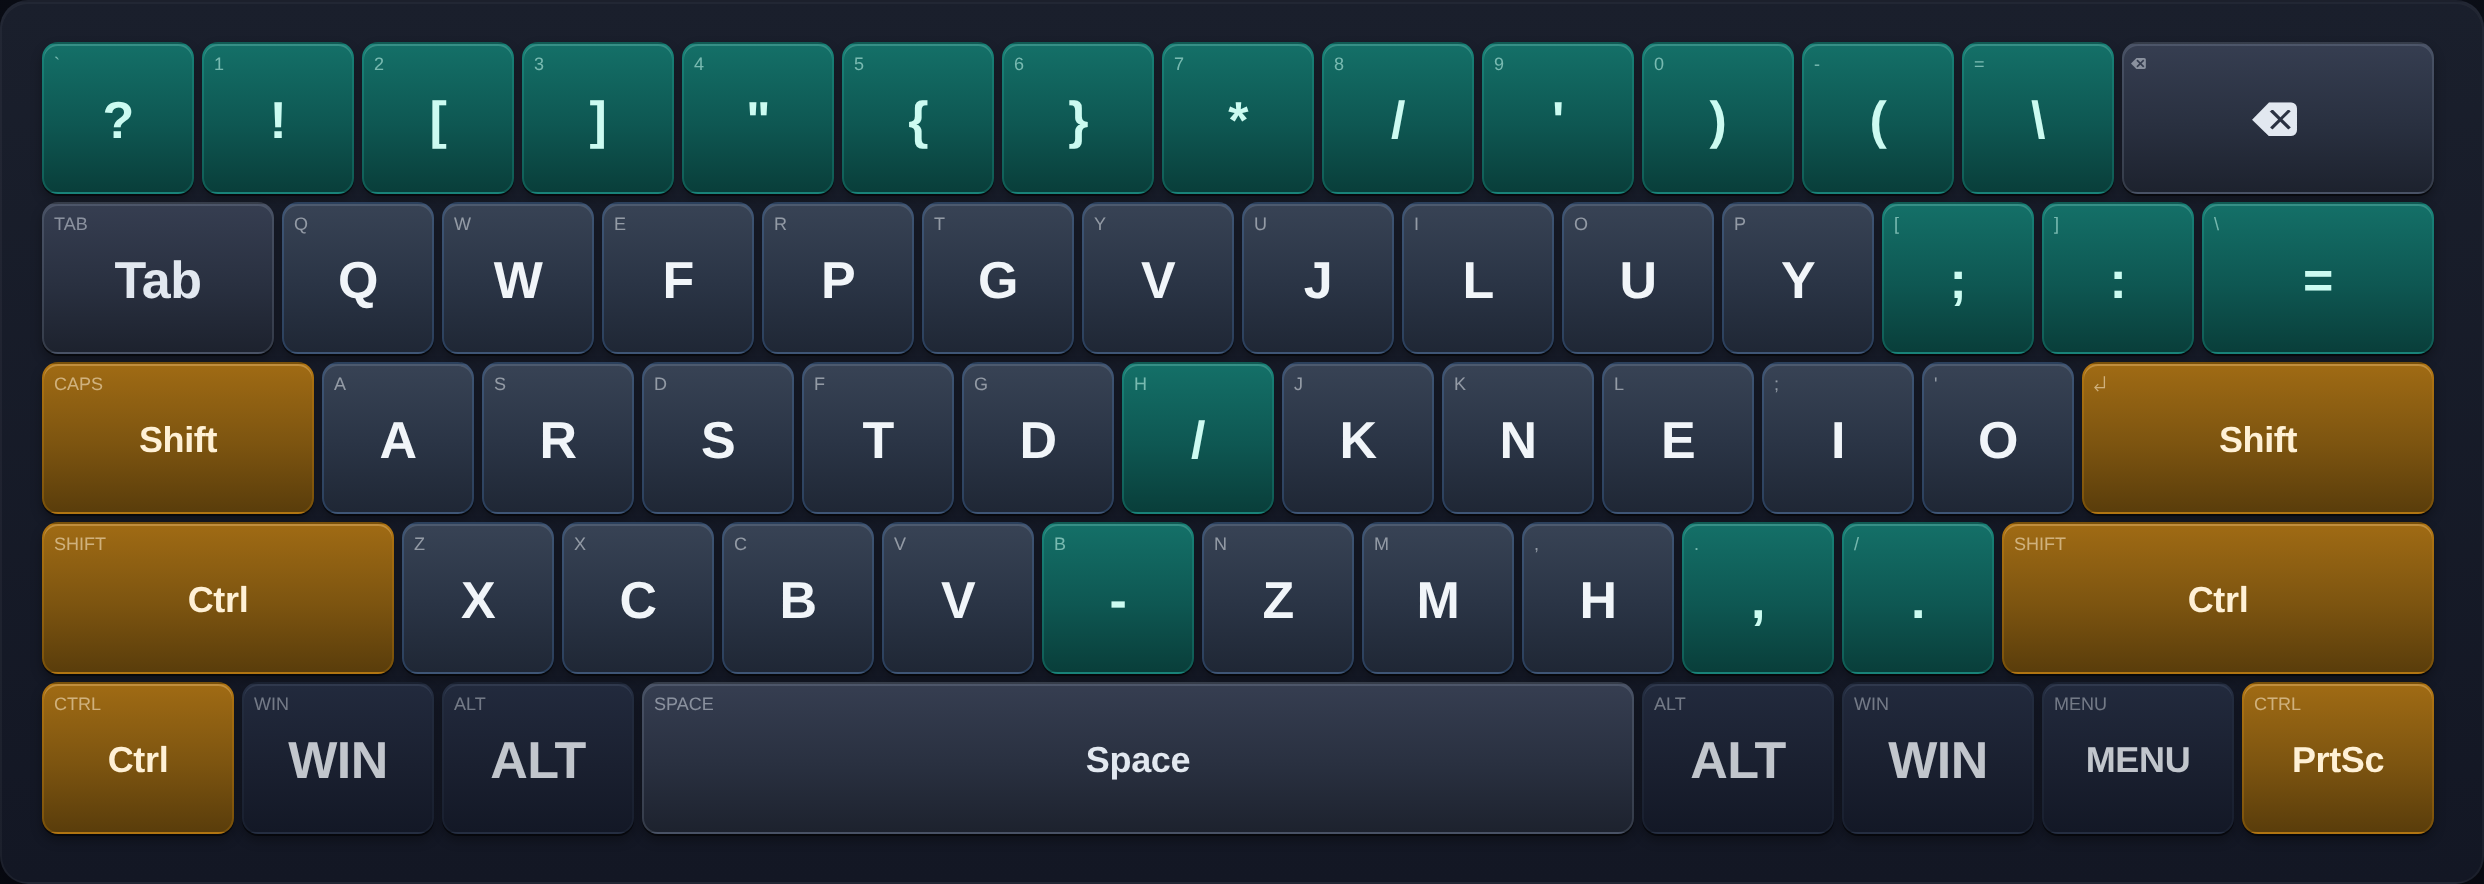 ` 1 2 3 4 5 6 7 8 9 0 - =
? ! [ ] " { } * / ' ) ( \
TAB Q W E R T Y U I O P [ ] \
Tab Q W F P G V J L U Y ; : =
CAPS A S D F G H J K L ; ' ↲
Shift A R S T D / K N E I O Shift
SHIFT Z X C V B N M , . / SHIFT
Ctrl X C B V - Z M H , . Ctrl
CTRL WIN ALT SPACE ALT WIN MENU CTRL
Ctrl WIN ALT Space ALT WIN MENU PrtSc